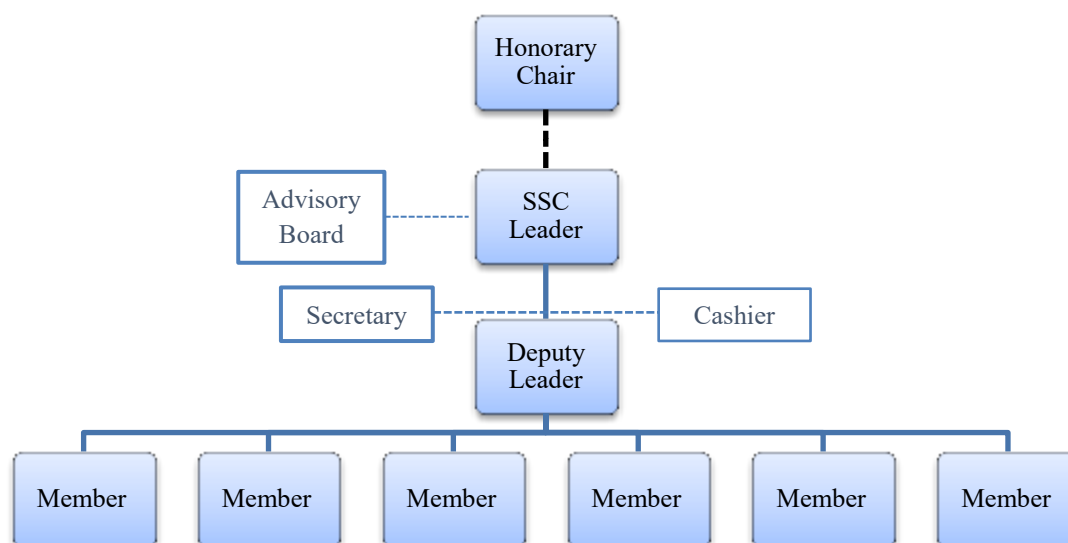 Honorary
Chair
Advisory
Board
SSC
Leader
Secretary
Cashier
Deputy
Leader
Member
Member
Member
Member
Member
Member